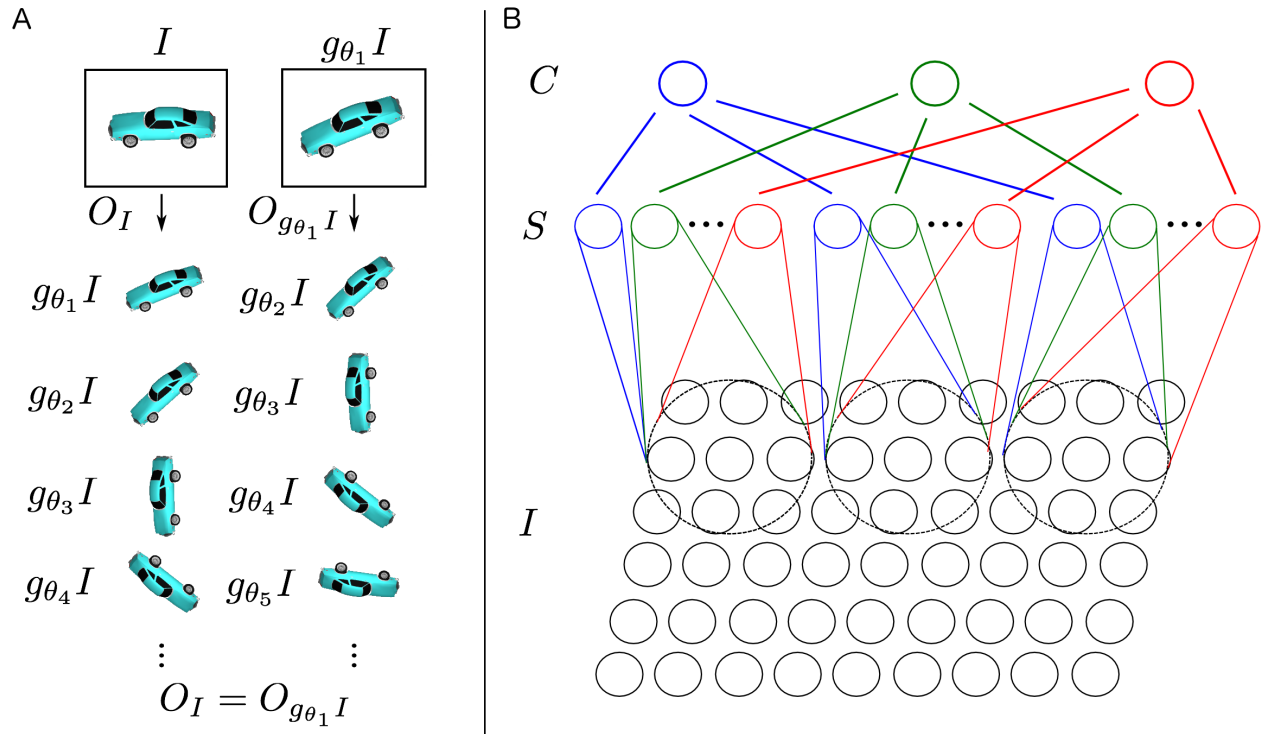 A
I
g_{θ_1} I
O_I
O_{g_{θ_1} I}
g_{θ_1} I
g_{θ_2} I
g_{θ_2} I
g_{θ_3} I
g_{θ_3} I
g_{θ_4} I
g_{θ_4} I
g_{θ_5} I
⋮ ⋮
O_I = O_{g_{θ_1} I}
B
C
S ••• ••• •••
I